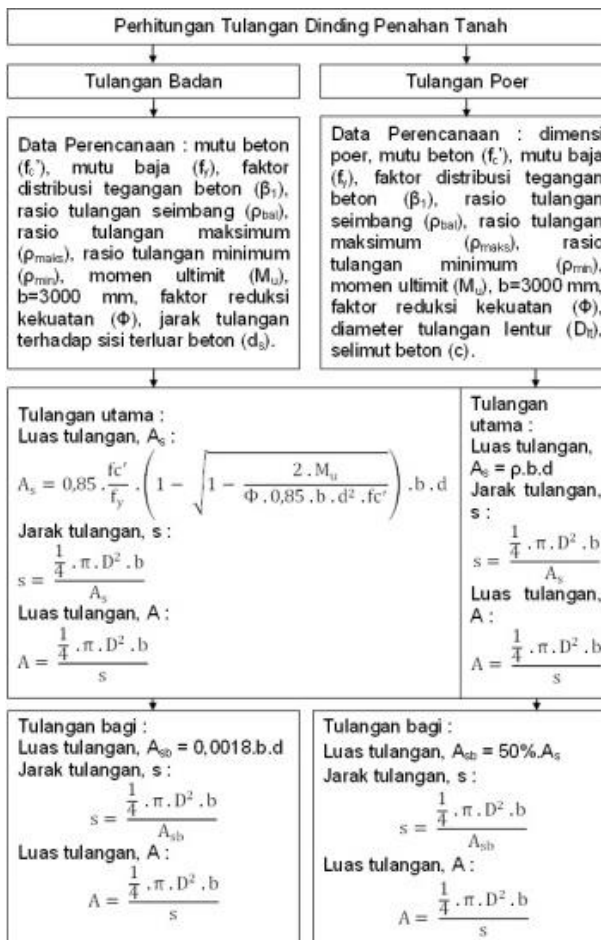 Perhitungan Tulangan Dinding Penahan Tanah
Tulangan Badan
Data Perencanaan : mutu beton
(fc'), mutu baja (fy), faktor
distribusi tegangan beton (β1),
rasio tulangan seimbang (ρbal),
rasio tulangan maksimum
(ρmaks), rasio tulangan minimum
(ρmin), momen ultimit (Mu),
b=3000 mm, faktor reduksi
kekuatan (Φ), jarak tulangan
terhadap sisi terluar beton (ds).
Tulangan Poer
Data Perencanaan : dimensi
poer, mutu beton (fc'), mutu baja
(fy), faktor distribusi tegangan
beton (β1), rasio tulangan
seimbang (ρbal), rasio tulangan
maksimum (ρmaks), rasio
tulangan minimum (ρmin),
momen ultimit (Mu), b=3000 mm,
faktor reduksi kekuatan (Φ),
diameter tulangan lentur (Dlt),
selimut beton (c).
Tulangan utama :
Luas tulangan, As :
As = 0,85 . fc'/fy . (1 − √(1 − 2 . Mu/(Φ . 0,85 . b . d² . fc'))) . b . d
Jarak tulangan, s :
s = 1/4 . π . D² . b / As
Luas tulangan, A :
A = 1/4 . π . D² . b / s
Tulangan
utama :
Luas tulangan,
As = ρ.b.d
Jarak tulangan,
s :
s = 1/4 . π . D² . b / As
Luas tulangan,
A :
A = 1/4 . π . D² . b / s
Tulangan bagi :
Luas tulangan, Asb = 0,0018.b.d
Jarak tulangan, s :
s = 1/4 . π . D² . b / Asb
Luas tulangan, A :
A = 1/4 . π . D² . b / s
Tulangan bagi :
Luas tulangan, Asb = 50%.As
Jarak tulangan, s :
s = 1/4 . π . D² . b / Asb
Luas tulangan, A :
A = 1/4 . π . D² . b / s